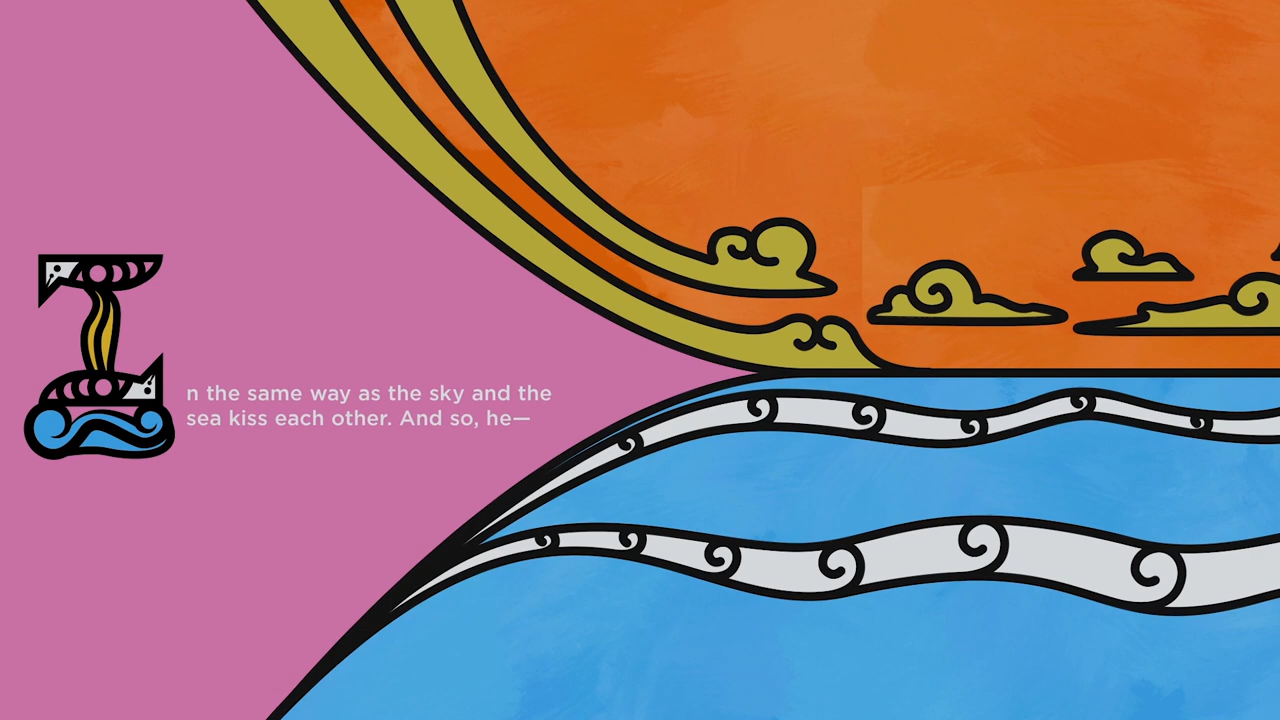 In the same way as the sky and the
sea kiss each other. And so, he—